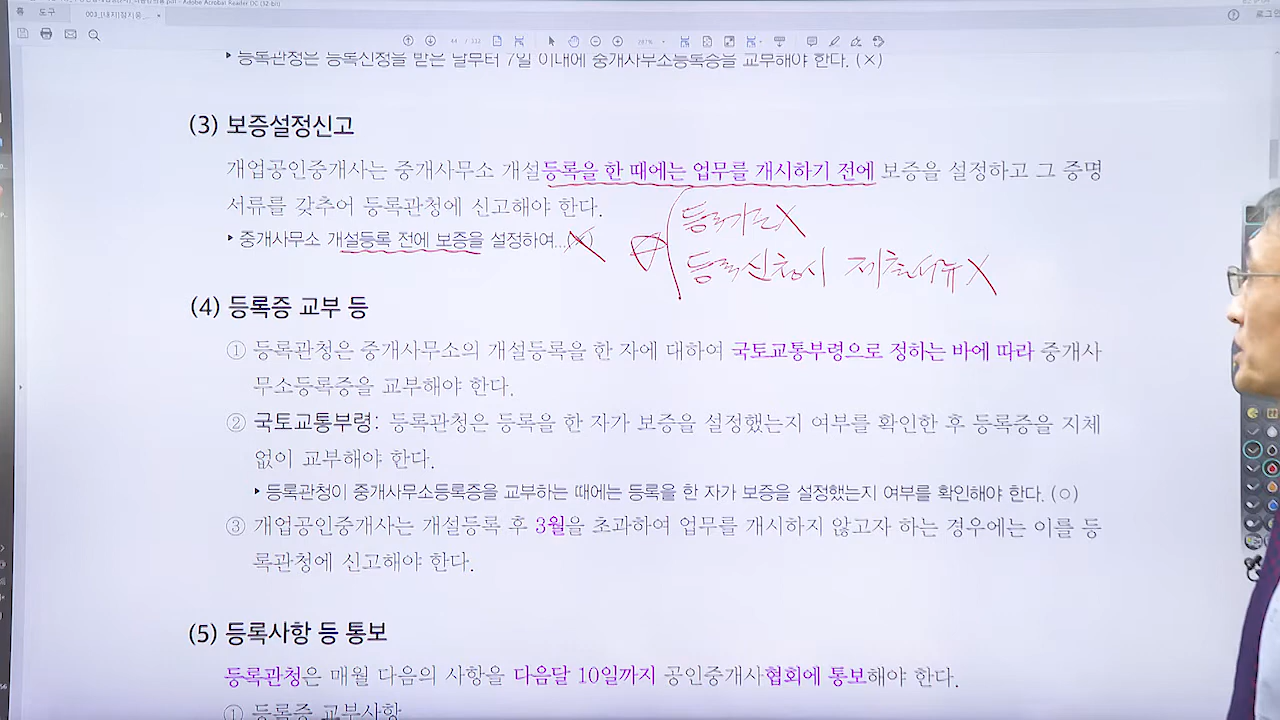 도구
▸ 등록관청은 등록신청을 받은 날부터 7일 이내에 중개사무소등록증을 교부해야 한다. (×)
(3) 보증설정신고
개업공인중개사는 중개사무소 개설등록을 한 때에는 업무를 개시하기 전에 보증을 설정하고 그 증명
서류를 갖추어 등록관청에 신고해야 한다.
등록기준X
▸ 중개사무소 개설등록 전에 보증을 설정하여...(×)
등록신청시 제출서류X
(4) 등록증 교부 등
① 등록관청은 중개사무소의 개설등록을 한 자에 대하여 국토교통부령으로 정하는 바에 따라 중개사
무소등록증을 교부해야 한다.
② 국토교통부령: 등록관청은 등록을 한 자가 보증을 설정했는지 여부를 확인한 후 등록증을 지체
없이 교부해야 한다.
▸ 등록관청이 중개사무소등록증을 교부하는 때에는 등록을 한 자가 보증을 설정했는지 여부를 확인해야 한다. (○)
③ 개업공인중개사는 개설등록 후 3월을 초과하여 업무를 개시하지 않고자 하는 경우에는 이를 등
록관청에 신고해야 한다.
(5) 등록사항 등 통보
등록관청은 매월 다음의 사항을 다음달 10일까지 공인중개사협회에 통보해야 한다.
① 등록증 교부사항